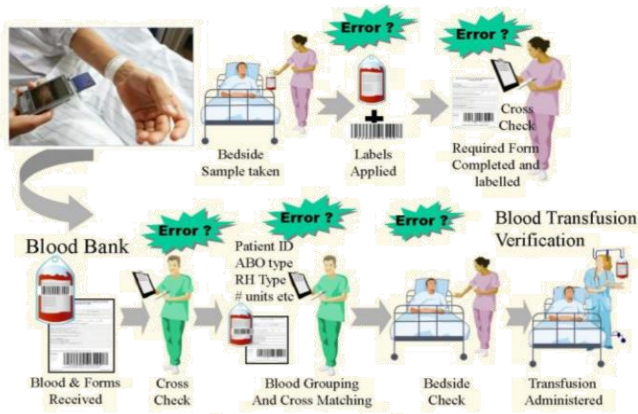 Error ?
Error ?
Bedside
Sample taken
Labels
Applied
Cross
Check
Required Form
Completed and
labelled
Blood Bank
Error ?
Error ?
Error ?
Blood Transfusion
Verification
Patient ID
ABO type
RH Type
# units etc
Blood & Forms
Received
Cross
Check
Blood Grouping
And Cross Matching
Bedside
Check
Transfusion
Administered